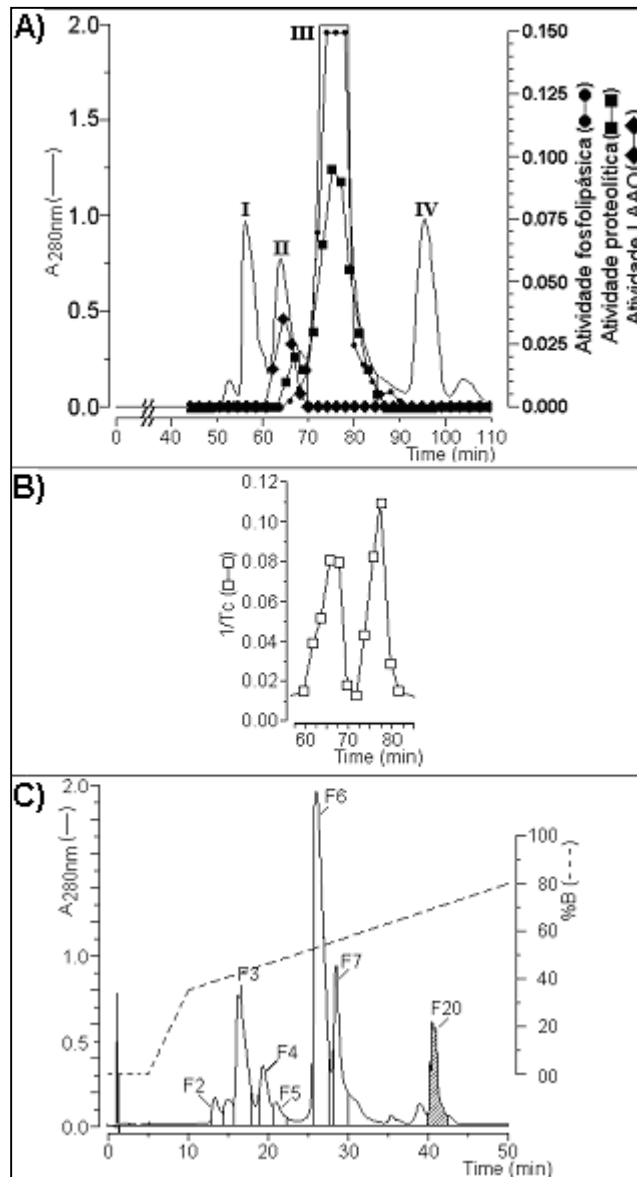 A)
2.0
1.5
1.0
0.5
0.0
A280nm (—)
I
II
III
IV
0.150
0.125
0.100
0.075
0.050
0.025
0.000
Atividade fosfolipásica (●—●)
Atividade proteolítica (■—■)
Atividade LAAO (◆—◆)
0 50 60 70 80 90 100 110
Time (min)
B)
0.12
0.10
0.08
0.06
0.04
0.02
0.00
1/Tc (□–□)
60 70 80
Time (min)
C)
2.0
1.0
0.5
0.0
A280nm (—)
F2
F3
F4
F5
F6
F7
F20
100
80
60
40
20
00
%B (- - -)
0 10 20 30 40 50
Time (min)